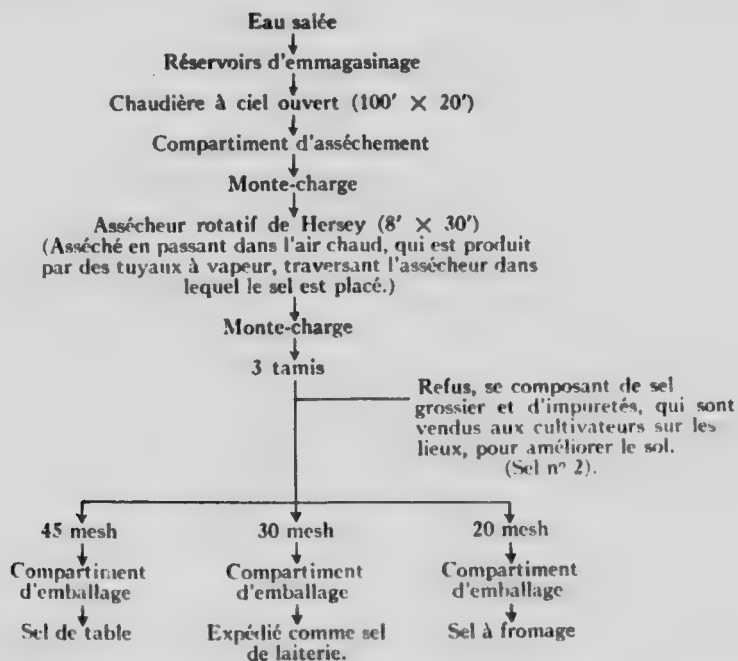 Eau salée
Réservoirs d'emmagasinage
Chaudière à ciel ouvert (100' × 20')
Compartiment d'asséchement
Monte-charge
Assécheur rotatif de Hersey (8' × 30')
(Asséché en passant dans l'air chaud, qui est produit
par des tuyaux à vapeur, traversant l'assécheur dans
lequel le sel est placé.)
Monte-charge
3 tamis
Refus, se composant de sel
grossier et d'impuretés, qui sont
vendus aux cultivateurs sur les
lieux, pour améliorer le sol.
(Sel nº 2).
45 mesh
30 mesh
20 mesh
Compartiment
d'emballage
Compartiment
d'emballage
Compartiment
d'emballage
Sel de table
Expédié comme sel
de laiterie.
Sel à fromage